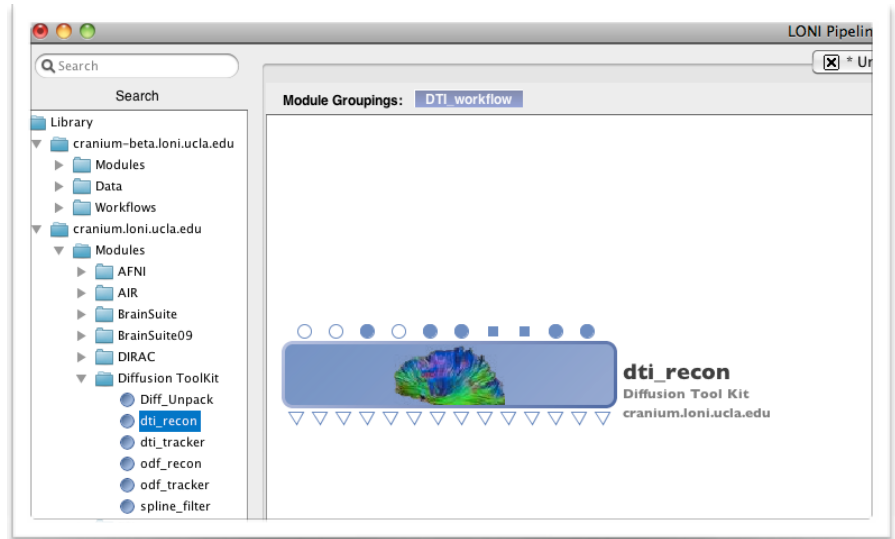 LONI Pipelin
Search
* Ur
Search
Module Groupings: DTI_workflow
Library
cranium-beta.loni.ucla.edu
Modules
Data
Workflows
cranium.loni.ucla.edu
Modules
AFNI
AIR
BrainSuite
BrainSuite09
DIRAC
Diffusion ToolKit
Diff_Unpack
dti_recon
dti_tracker
odf_recon
odf_tracker
spline_filter
dti_recon
Diffusion Tool Kit
cranium.loni.ucla.edu